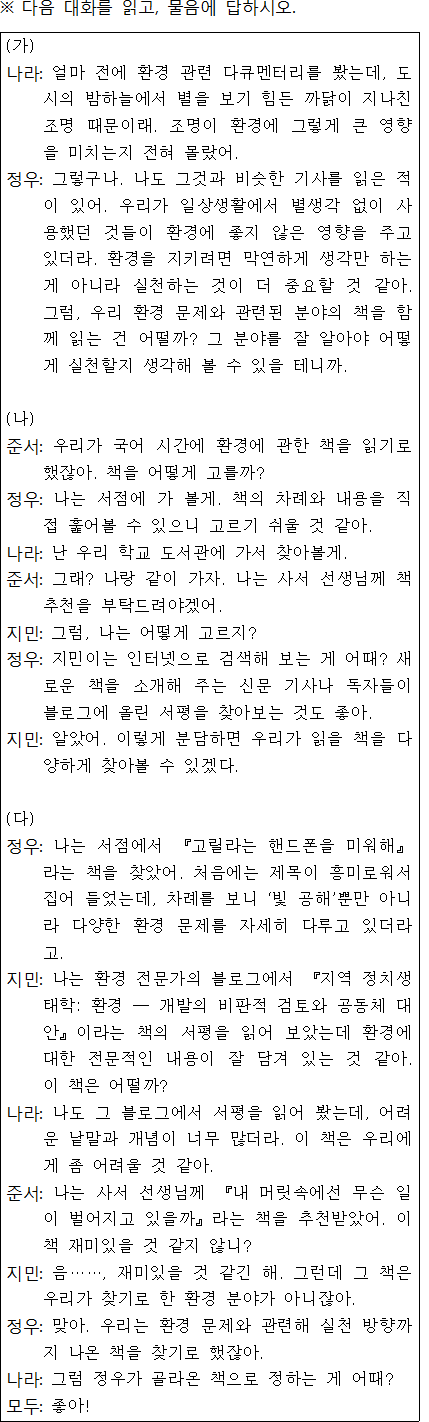 ※ 다음 대화를 읽고, 물음에 답하시오.
(가)
나라: 얼마 전에 환경 관련 다큐멘터리를 봤는데, 도
시의 밤하늘에서 별을 보기 힘든 까닭이 지나친
조명 때문이래. 조명이 환경에 그렇게 큰 영향
을 미치는지 전혀 몰랐어.
정우: 그렇구나. 나도 그것과 비슷한 기사를 읽은 적
이 있어. 우리가 일상생활에서 별생각 없이 사
용했던 것들이 환경에 좋지 않은 영향을 주고
있더라. 환경을 지키려면 막연하게 생각만 하는
게 아니라 실천하는 것이 더 중요할 것 같아.
그럼, 우리 환경 문제와 관련된 분야의 책을 함
께 읽는 건 어떨까? 그 분야를 잘 알아야 어떻
게 실천할지 생각해 볼 수 있을 테니까.
(나)
준서: 우리가 국어 시간에 환경에 관한 책을 읽기로
했잖아. 책을 어떻게 고를까?
정우: 나는 서점에 가 볼게. 책의 차례와 내용을 직
접 훑어볼 수 있으니 고르기 쉬울 것 같아.
나라: 난 우리 학교 도서관에 가서 찾아볼게.
준서: 그래? 나랑 같이 가자. 나는 사서 선생님께 책
추천을 부탁드려야겠어.
지민: 그럼, 나는 어떻게 고르지?
정우: 지민이는 인터넷으로 검색해 보는 게 어때? 새
로운 책을 소개해 주는 신문 기사나 독자들이
블로그에 올린 서평을 찾아보는 것도 좋아.
지민: 알았어. 이렇게 분담하면 우리가 읽을 책을 다
양하게 찾아볼 수 있겠다.
(다)
정우: 나는 서점에서 『고릴라는 핸드폰을 미워해』
라는 책을 찾았어. 처음에는 제목이 흥미로워서
집어 들었는데, 차례를 보니 ‘빛 공해’뿐만 아니
라 다양한 환경 문제를 자세히 다루고 있더라
고.
지민: 나는 환경 전문가의 블로그에서 『지역 정치생
태학: 환경 — 개발의 비판적 검토와 공동체 대
안』이라는 책의 서평을 읽어 보았는데 환경에
대한 전문적인 내용이 잘 담겨 있는 것 같아.
이 책은 어떨까?
나라: 나도 그 블로그에서 서평을 읽어 봤는데, 어려
운 낱말과 개념이 너무 많더라. 이 책은 우리에
게 좀 어려울 것 같아.
준서: 나는 사서 선생님께 『내 머릿속에선 무슨 일
이 벌어지고 있을까』라는 책을 추천받았어. 이
책 재미있을 것 같지 않니?
지민: 음……, 재미있을 것 같긴 해. 그런데 그 책은
우리가 찾기로 한 환경 분야가 아니잖아.
정우: 맞아. 우리는 환경 문제와 관련해 실천 방향까
지 나온 책을 찾기로 했잖아.
나라: 그럼 정우가 골라온 책으로 정하는 게 어때?
모두: 좋아!